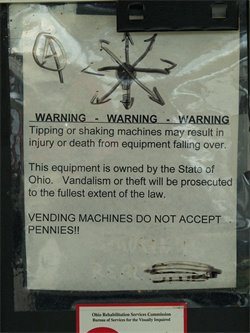 A
WARNING - WARNING - WARNING
Tipping or shaking machines may result in
injury or death from equipment falling over.
This equipment is owned by the State of
Ohio. Vandalism or theft will be prosecuted
to the fullest extent of the law.
VENDING MACHINES DO NOT ACCEPT
PENNIES!!
Ohio Rehabilitation Services Commission
Bureau of Services for the Visually Impaired